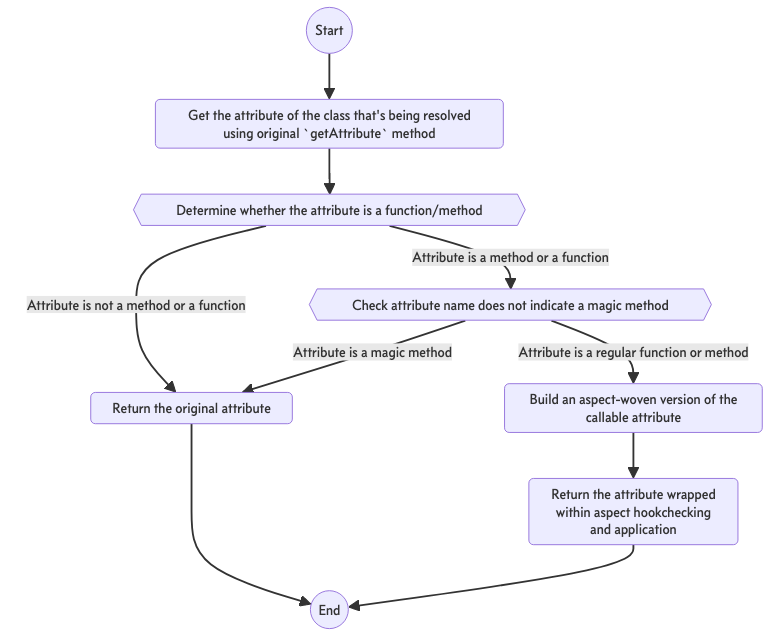 Start
Get the attribute of the class that's being resolved
using original `getAttribute` method
Determine whether the attribute is a function/method
Attribute is a method or a function
Attribute is not a method or a function
Check attribute name does not indicate a magic method
Attribute is a magic method
Attribute is a regular function or method
Return the original attribute
Build an aspect-woven version of the
callable attribute
Return the attribute wrapped
within aspect hookchecking
and application
End